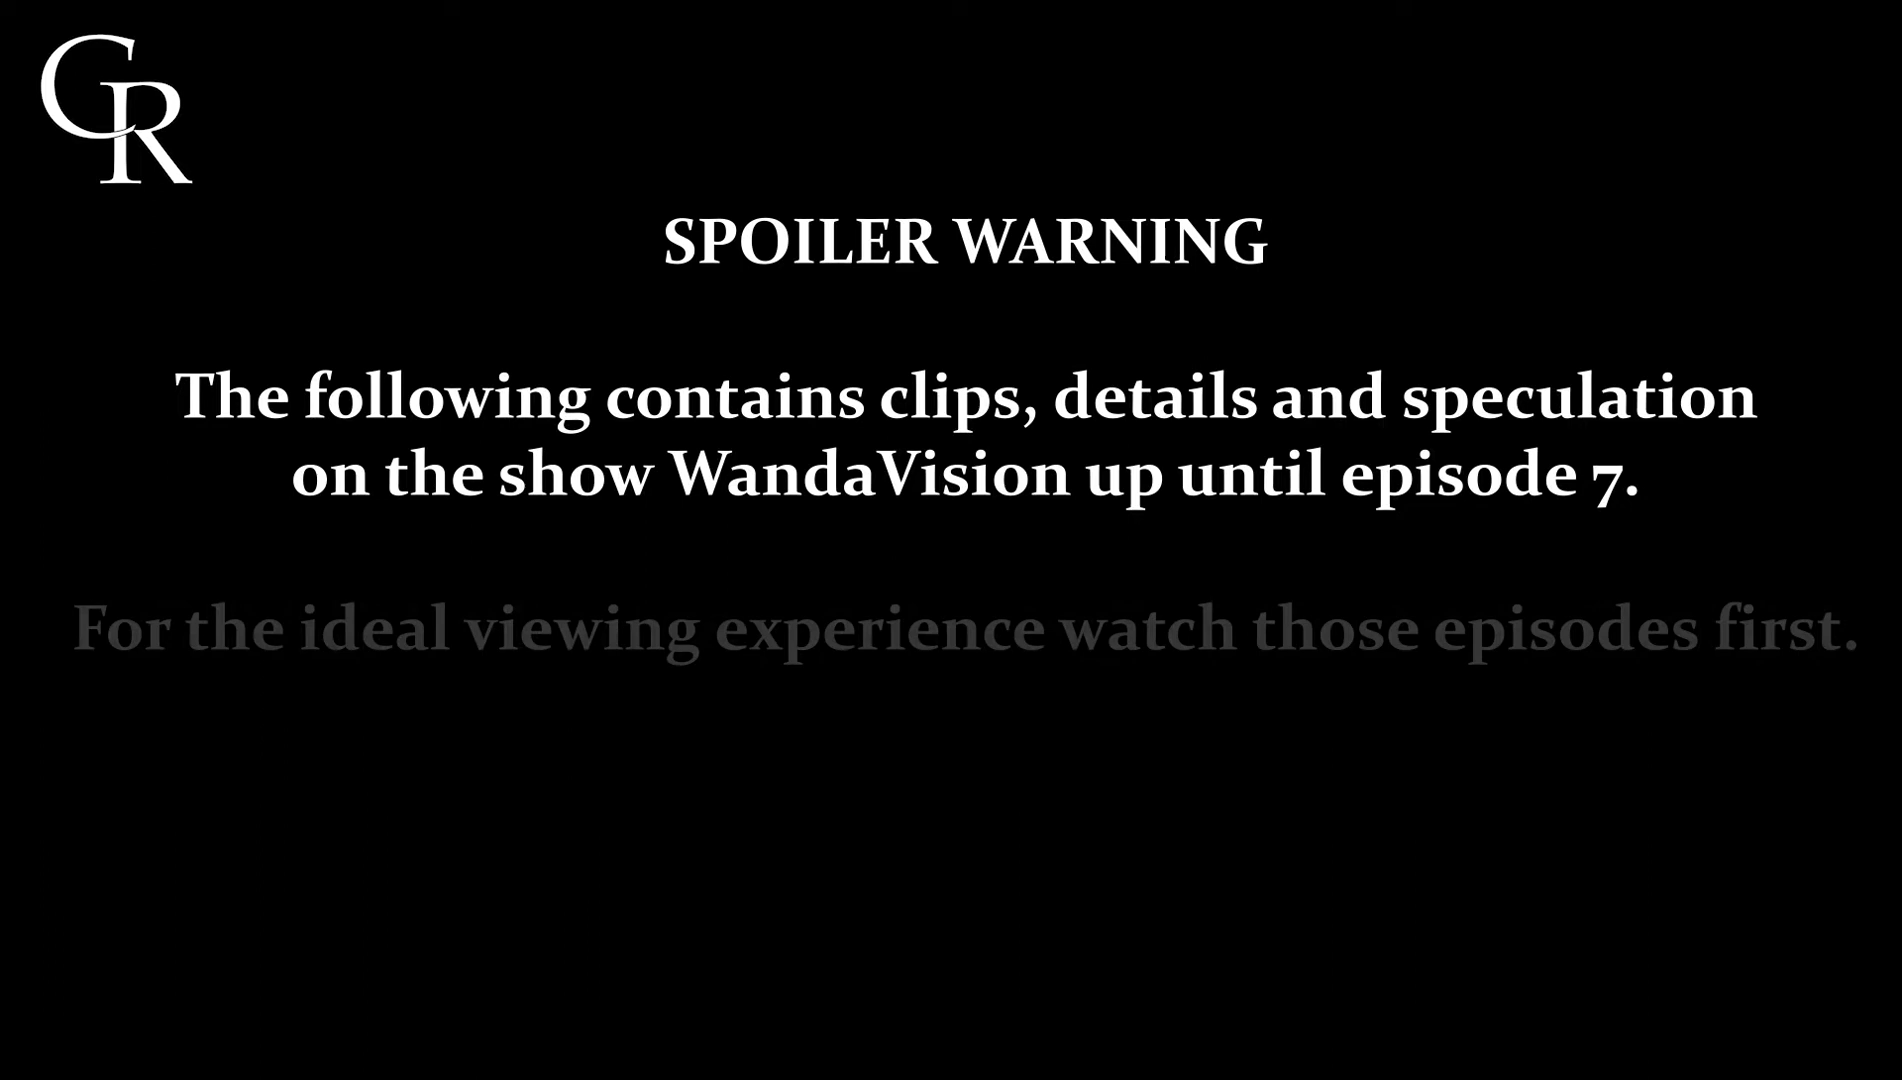 CR
SPOILER WARNING
The following contains clips, details and speculation
on the show WandaVision up until episode 7.
For the ideal viewing experience watch those episodes first.